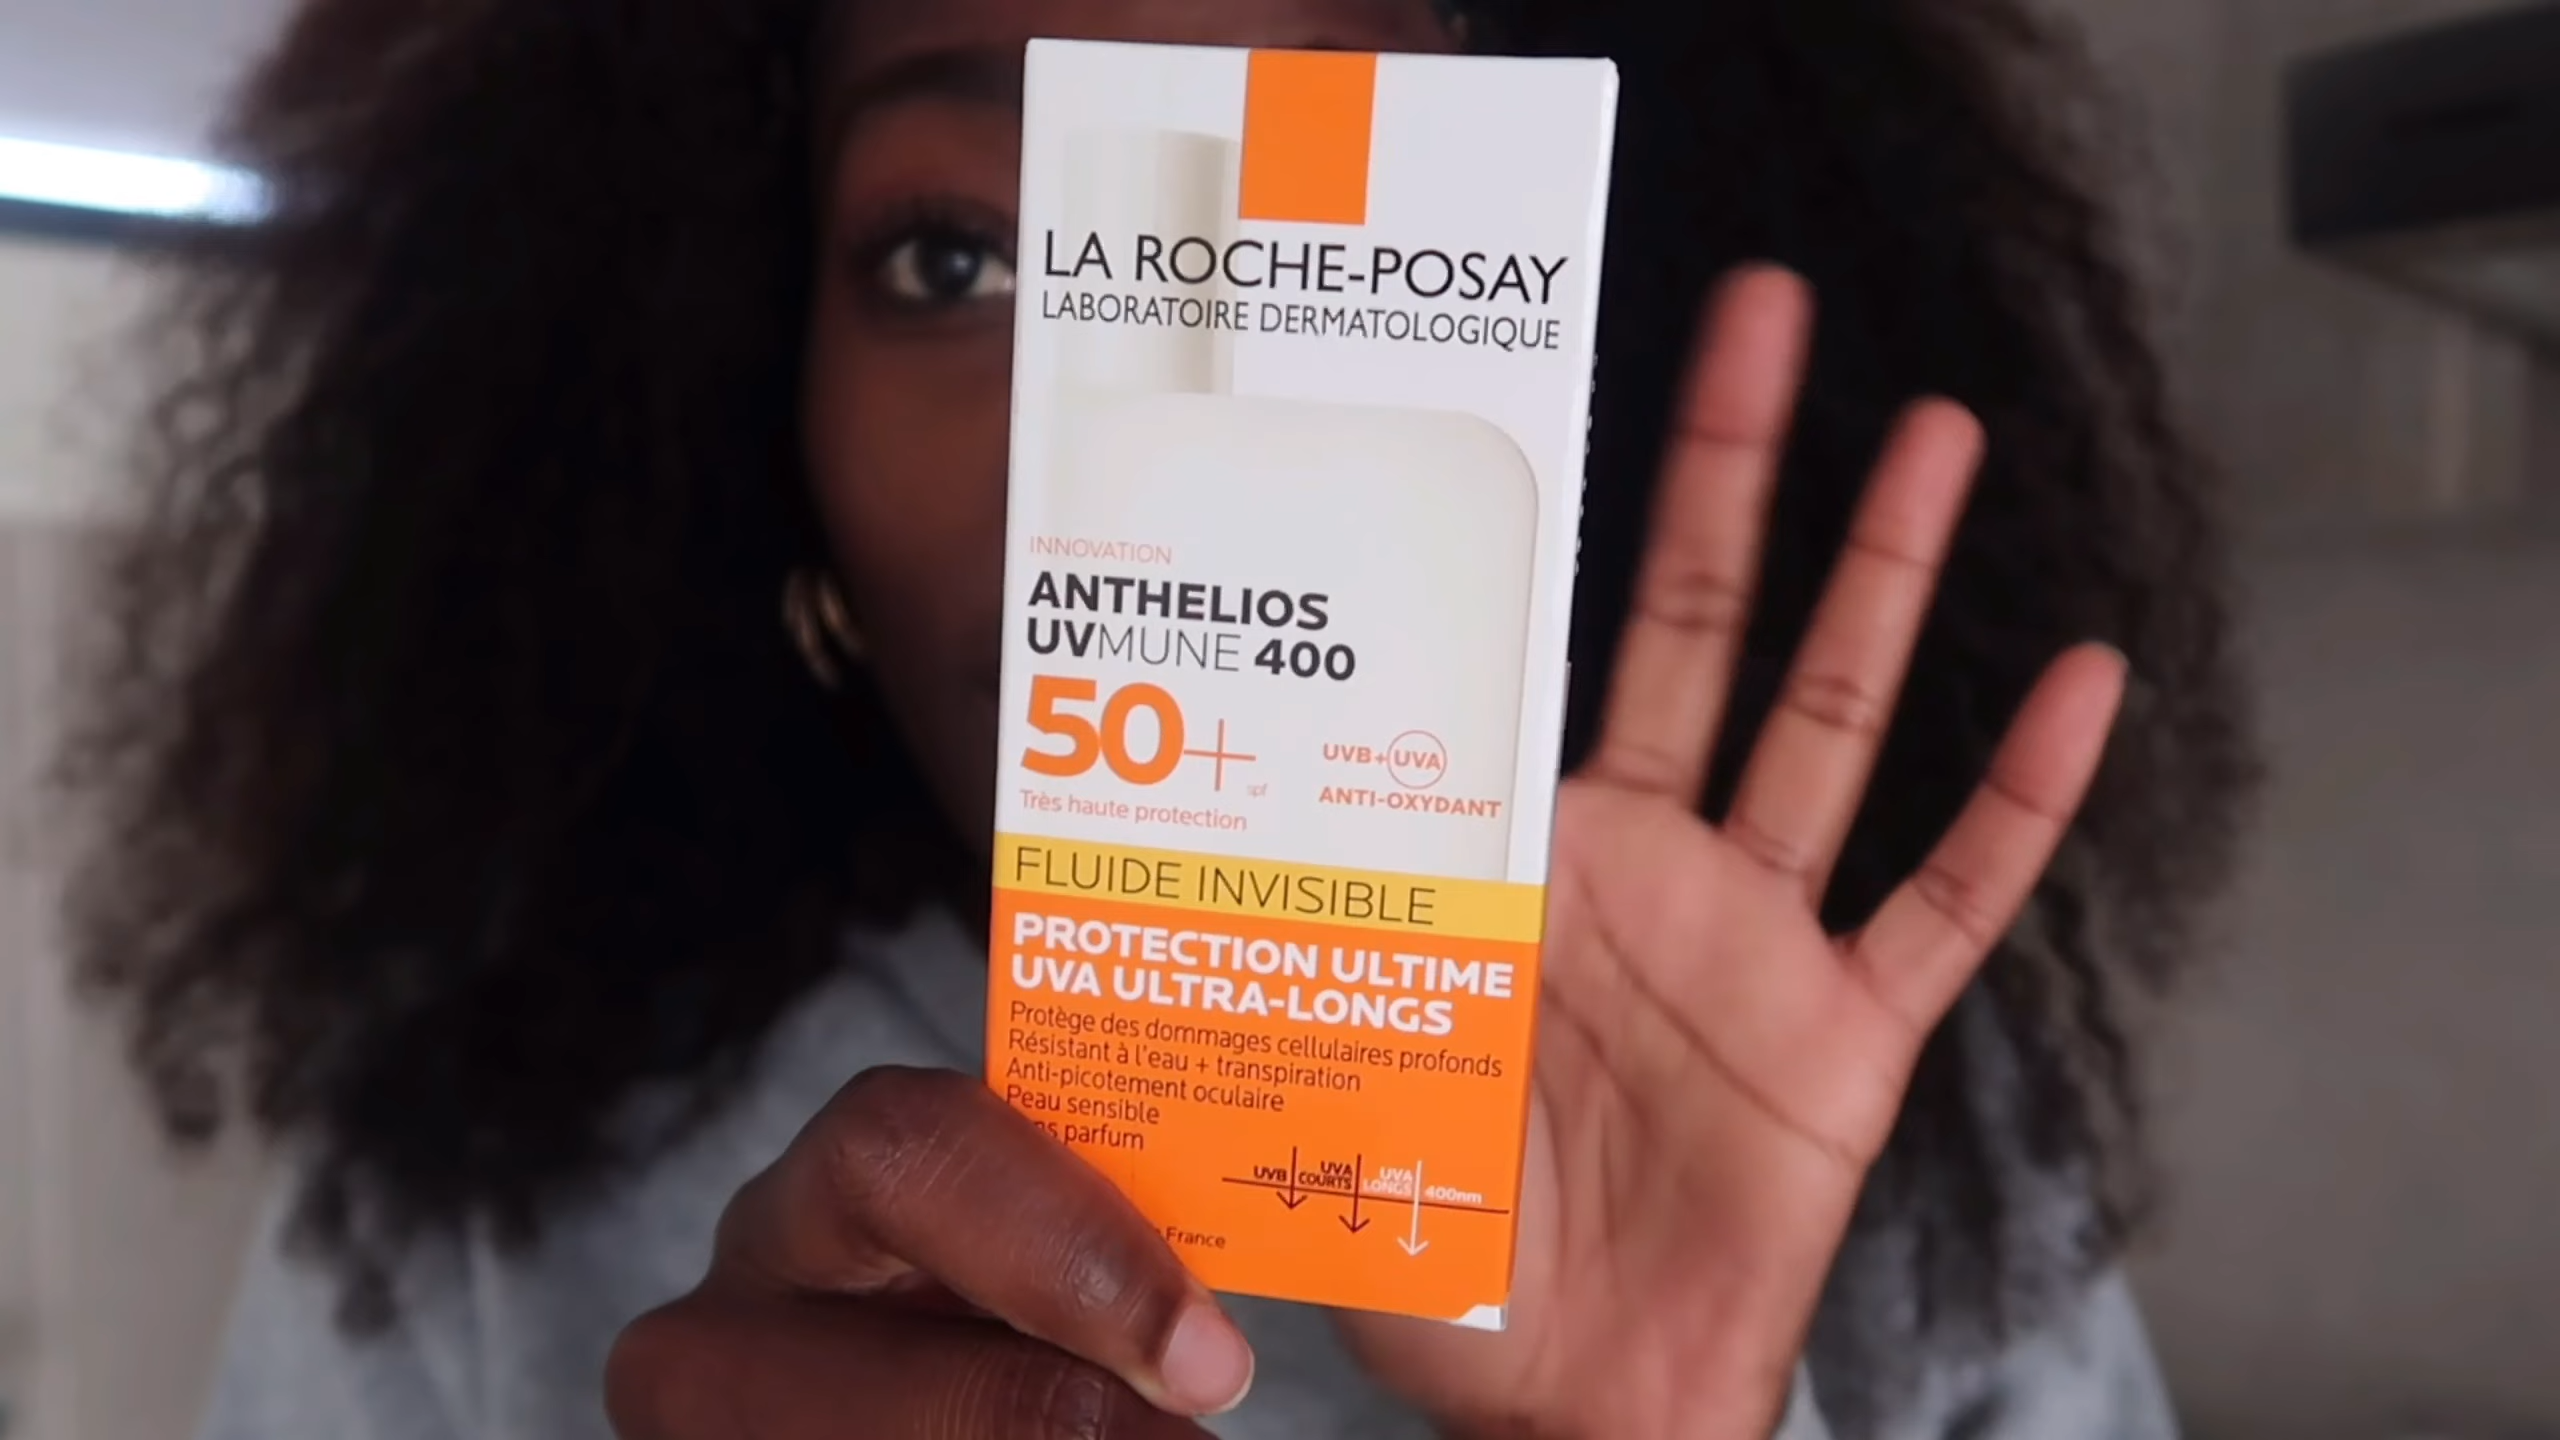 LA ROCHE-POSAY
LABORATOIRE DERMATOLOGIQUE
INNOVATION
ANTHELIOS
UVMUNE 400
50+
spf
Très haute protection
UVB+UVA
ANTI-OXYDANT
FLUIDE INVISIBLE
PROTECTION ULTIME
UVA ULTRA-LONGS
Protège des dommages cellulaires profonds
Résistant à l'eau + transpiration
Anti-picotement oculaire
Peau sensible
parfum
UVB
UVA COURTS
UVA LONGS
400nm
France